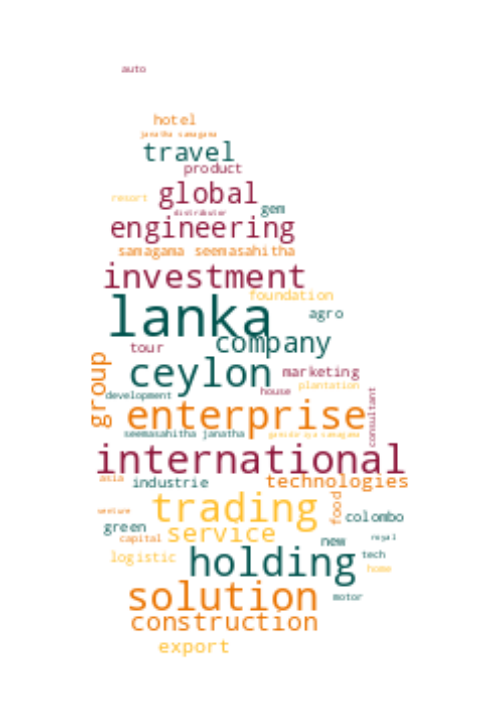 auto
hotel
janatha samagama
travel
product
resort global
distributor gem
engineering
samagama seemasahitha
investment
foundation
lanka agro
company
tour
ceylon marketing
group
development house plantation
enterprise consultant
seemasahitha janatha
international
asia industrie technologies
trading food
venture colombo
green service
capital new royal
logistic holding tech
home
solution motor
construction
export